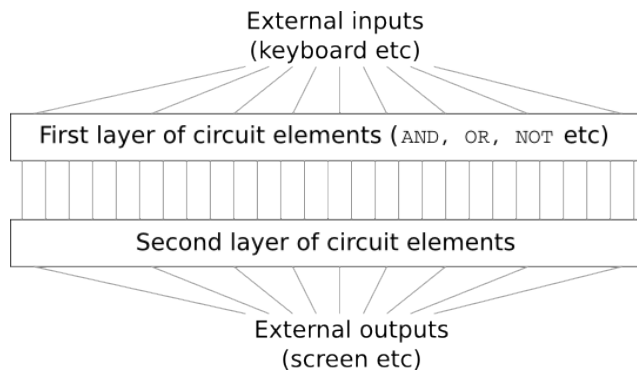 External inputs
(keyboard etc)
First layer of circuit elements (AND, OR, NOT etc)
Second layer of circuit elements
External outputs
(screen etc)